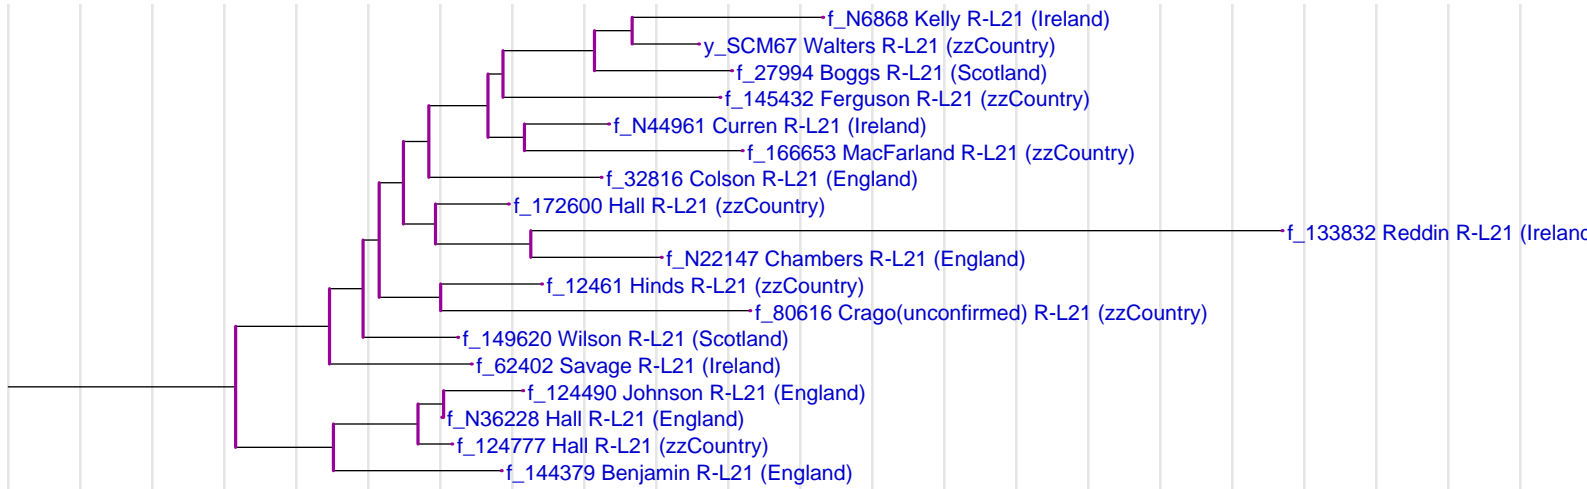 f_N6868 Kelly R-L21 (Ireland)
y_SCM67 Walters R-L21 (zzCountry)
f_27994 Boggs R-L21 (Scotland)
f_145432 Ferguson R-L21 (zzCountry)
f_N44961 Curren R-L21 (Ireland)
f_166653 MacFarland R-L21 (zzCountry)
f_32816 Colson R-L21 (England)
f_172600 Hall R-L21 (zzCountry)
f_133832 Reddin R-L21 (Ireland
f_N22147 Chambers R-L21 (England)
f_12461 Hinds R-L21 (zzCountry)
f_80616 Crago(unconfirmed) R-L21 (zzCountry)
f_149620 Wilson R-L21 (Scotland)
f_62402 Savage R-L21 (Ireland)
f_124490 Johnson R-L21 (England)
f_N36228 Hall R-L21 (England)
f_124777 Hall R-L21 (zzCountry)
f_144379 Benjamin R-L21 (England)